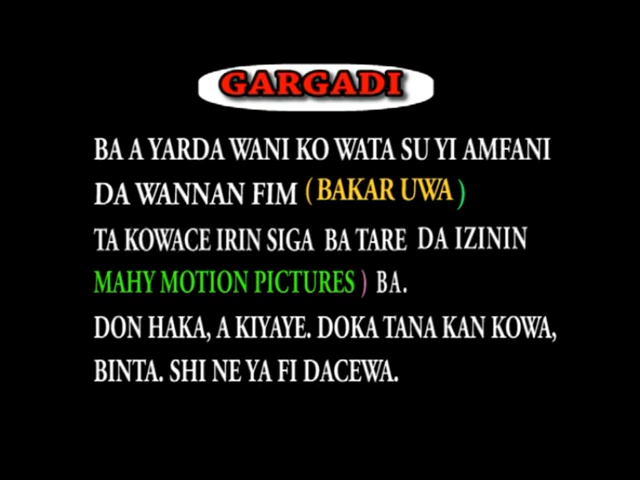 GARGADI
BA A YARDA WANI KO WATA SU YI AMFANI
DA WANNAN FIM ( BAKAR UWA )
TA KOWACE IRIN SIGA BA TARE DA IZININ
MAHY MOTION PICTURES ) BA.
DON HAKA, A KIYAYE. DOKA TANA KAN KOWA,
BINTA. SHI NE YA FI DACEWA.